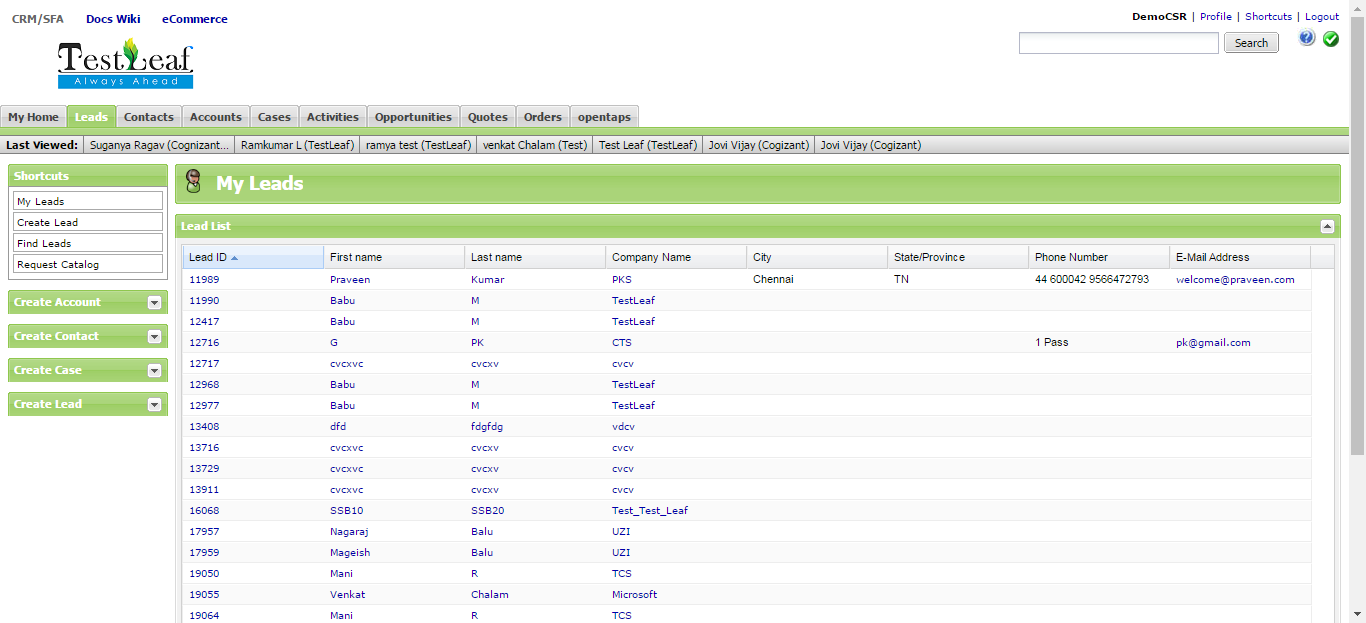 CRM/SFA Docs Wiki eCommerce
DemoCSR | Profile | Shortcuts | Logout
TestLeaf
Always Ahead
Search
My Home Leads Contacts Accounts Cases Activities Opportunities Quotes Orders opentaps
Last Viewed: Suganya Ragav (Cognizant... Ramkumar L (TestLeaf) ramya test (TestLeaf) venkat Chalam (Test) Test Leaf (TestLeaf) Jovi Vijay (Cogizant) Jovi Vijay (Cogizant)
Shortcuts
My Leads
Create Lead
Find Leads
Request Catalog
Create Account
Create Contact
Create Case
Create Lead
My Leads
Lead List
Lead ID First name Last name Company Name City State/Province Phone Number E-Mail Address
11989 Praveen Kumar PKS Chennai TN 44 600042 9566472793 welcome@praveen.com
11990 Babu M TestLeaf
12417 Babu M TestLeaf
12716 G PK CTS 1 Pass pk@gmail.com
12717 cvcxvc cvcxv cvcv
12968 Babu M TestLeaf
12977 Babu M TestLeaf
13408 dfd fdgfdg vdcv
13716 cvcxvc cvcxv cvcv
13729 cvcxvc cvcxv cvcv
13911 cvcxvc cvcxv cvcv
16068 SSB10 SSB20 Test_Test_Leaf
17957 Nagaraj Balu UZI
17959 Mageish Balu UZI
19050 Mani R TCS
19055 Venkat Chalam Microsoft
19064 Mani R TCS